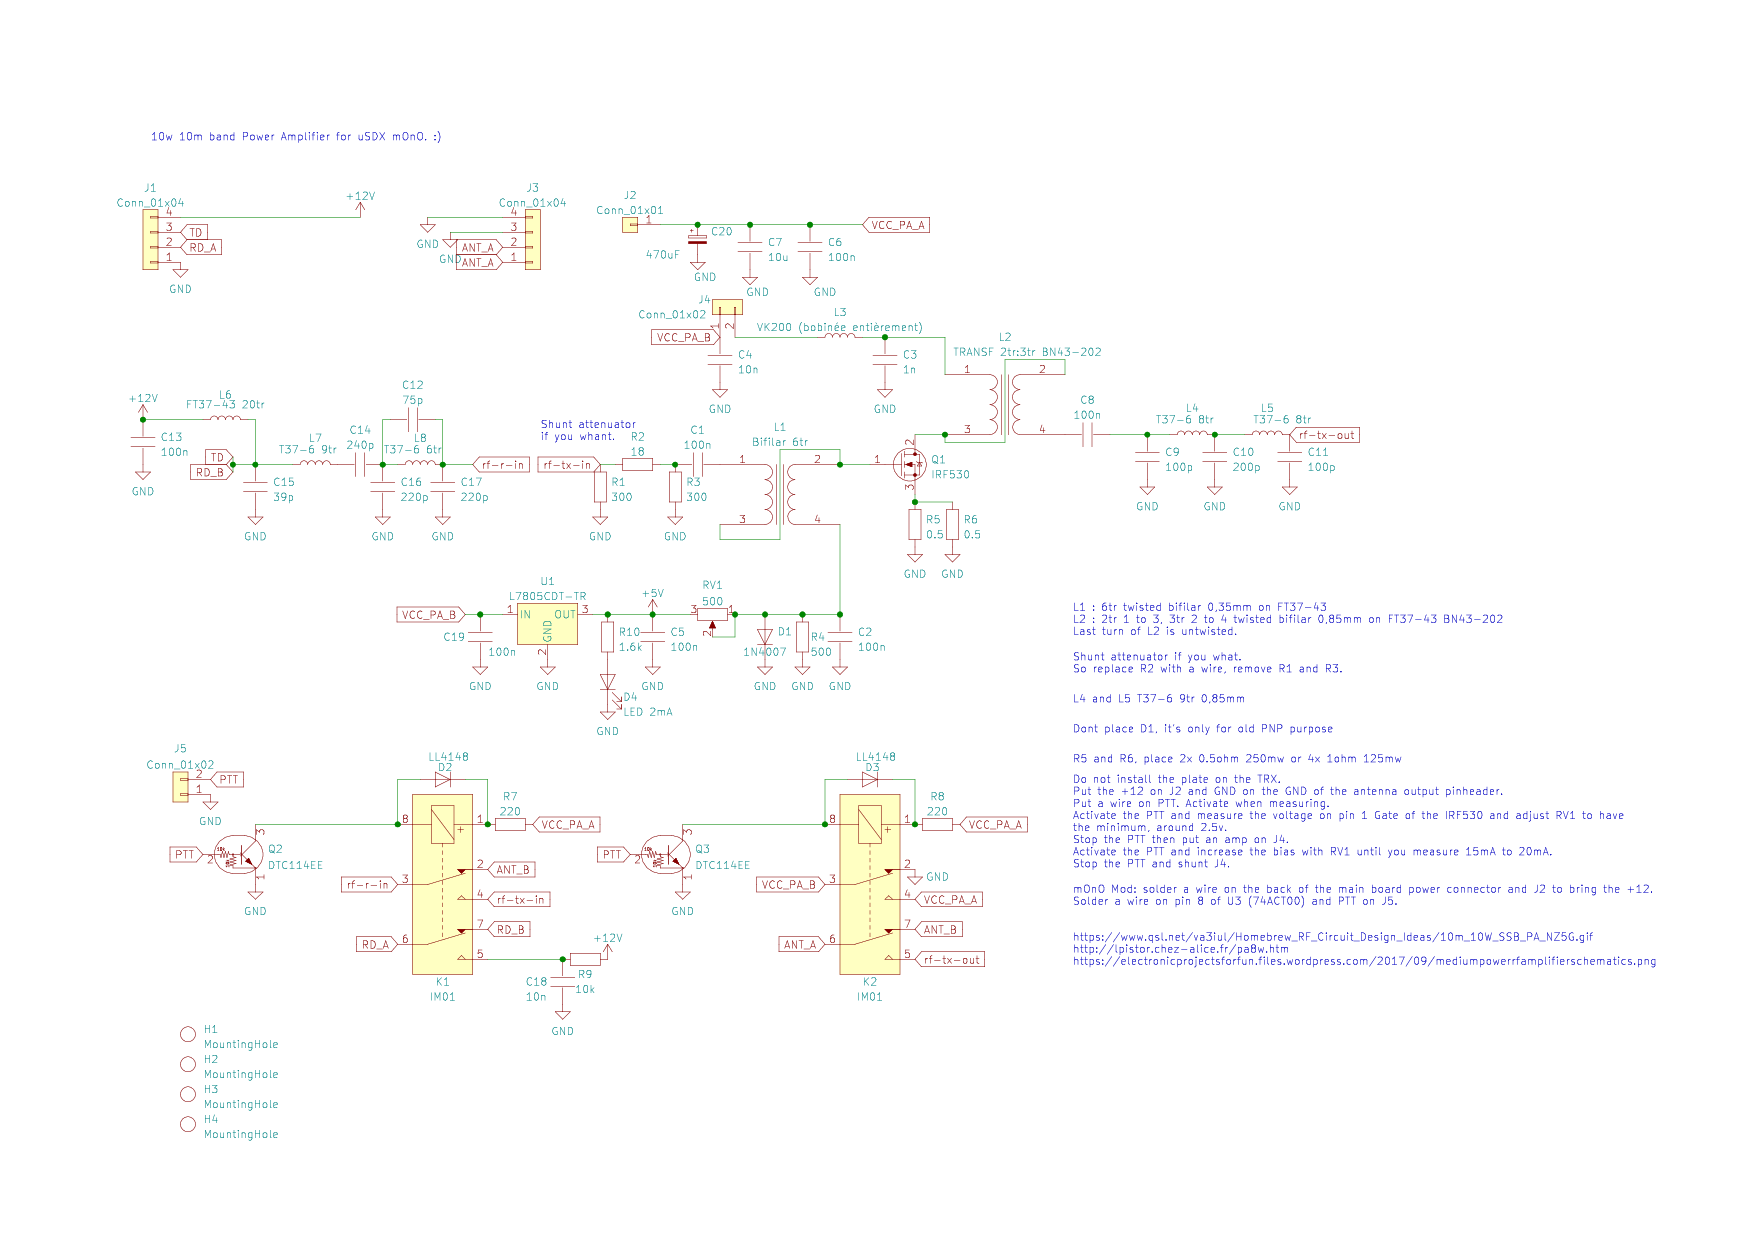 10w 10m band Power Amplifier for uSDX mOnO. :)
J1
Conn_01x04
4
3
2
1
TD
RD_A
GND
+12V
J3
Conn_01x04
4
3
2
1
GND
GND
ANT_A
ANT_A
J2
Conn_01x01
1
C20
470uF
GND
C7
10u
GND
C6
100n
GND
VCC_PA_A
J4
Conn_01x02
1
2
VCC_PA_B
C4
10n
GND
L3
VK200 (bobinée entièrement)
C3
1n
GND
L2
TRANSF 2tr:3tr BN43-202
1
2
3
4
C8
100n
L4
T37-6 8tr
L5
T37-6 8tr
rf-tx-out
C9
100p
GND
C10
200p
GND
C11
100p
GND
+12V
L6
FT37-43 20tr
C13
100n
GND
TD
RD_B
C15
39p
GND
L7
T37-6 9tr
C14
240p
C12
75p
L8
T37-6 6tr
C16
220p
GND
C17
220p
GND
rf-r-in
Shunt attenuator
if you whant.
rf-tx-in
R2
18
R1
300
GND
R3
300
GND
C1
100n
L1
Bifilar 6tr
1
2
3
4
1
2
3
Q1
IRF530
R5
0.5
GND
R6
0.5
GND
VCC_PA_B
C19
100n
GND
U1
L7805CDT-TR
1
IN
OUT
3
GND
2
GND
R10
1.6k
D4
LED 2mA
GND
+5V
C5
100n
GND
RV1
500
3
1
2
D1
1N4007
GND
R4
500
GND
C2
100n
GND
L1 : 6tr twisted bifilar 0,35mm on FT37-43
L2 : 2tr 1 to 3, 3tr 2 to 4 twisted bifilar 0,85mm on FT37-43 BN43-202
Last turn of L2 is untwisted.
Shunt attenuator if you what.
So replace R2 with a wire, remove R1 and R3.
L4 and L5 T37-6 9tr 0,85mm
Dont place D1, it's only for old PNP purpose
R5 and R6, place 2x 0.5ohm 250mw or 4x 1ohm 125mw
Do not install the plate on the TRX.
Put the +12 on J2 and GND on the GND of the antenna output pinheader.
Put a wire on PTT. Activate when measuring.
Activate the PTT and measure the voltage on pin 1 Gate of the IRF530 and adjust RV1 to have
the minimum, around 2.5v.
Stop the PTT then put an amp on J4.
Activate the PTT and increase the bias with RV1 until you measure 15mA to 20mA.
Stop the PTT and shunt J4.
mOnO Mod: solder a wire on the back of the main board power connector and J2 to bring the +12.
Solder a wire on pin 8 of U3 (74ACT00) and PTT on J5.
https://www.qsl.net/va3iul/Homebrew_RF_Circuit_Design_Ideas/10m_10W_SSB_PA_NZ5G.gif
http://lpistor.chez-alice.fr/pa8w.htm
https://electronicprojectsforfun.files.wordpress.com/2017/09/mediumpowerrfamplifierschematics.png
J5
Conn_01x02
2
1
PTT
GND
PTT
2
3
1
10k
10k
Q2
DTC114EE
GND
LL4148
D2
8
1
+
R7
220
VCC_PA_A
2
ANT_B
rf-r-in
3
4
rf-tx-in
7
RD_B
RD_A
6
5
K1
IM01
+12V
R9
10k
C18
10n
GND
PTT
2
3
1
10k
10k
Q3
DTC114EE
GND
LL4148
D3
8
1
+
R8
220
VCC_PA_A
2
GND
VCC_PA_B
3
4
VCC_PA_A
7
ANT_B
ANT_A
6
5
rf-tx-out
K2
IM01
H1
MountingHole
H2
MountingHole
H3
MountingHole
H4
MountingHole